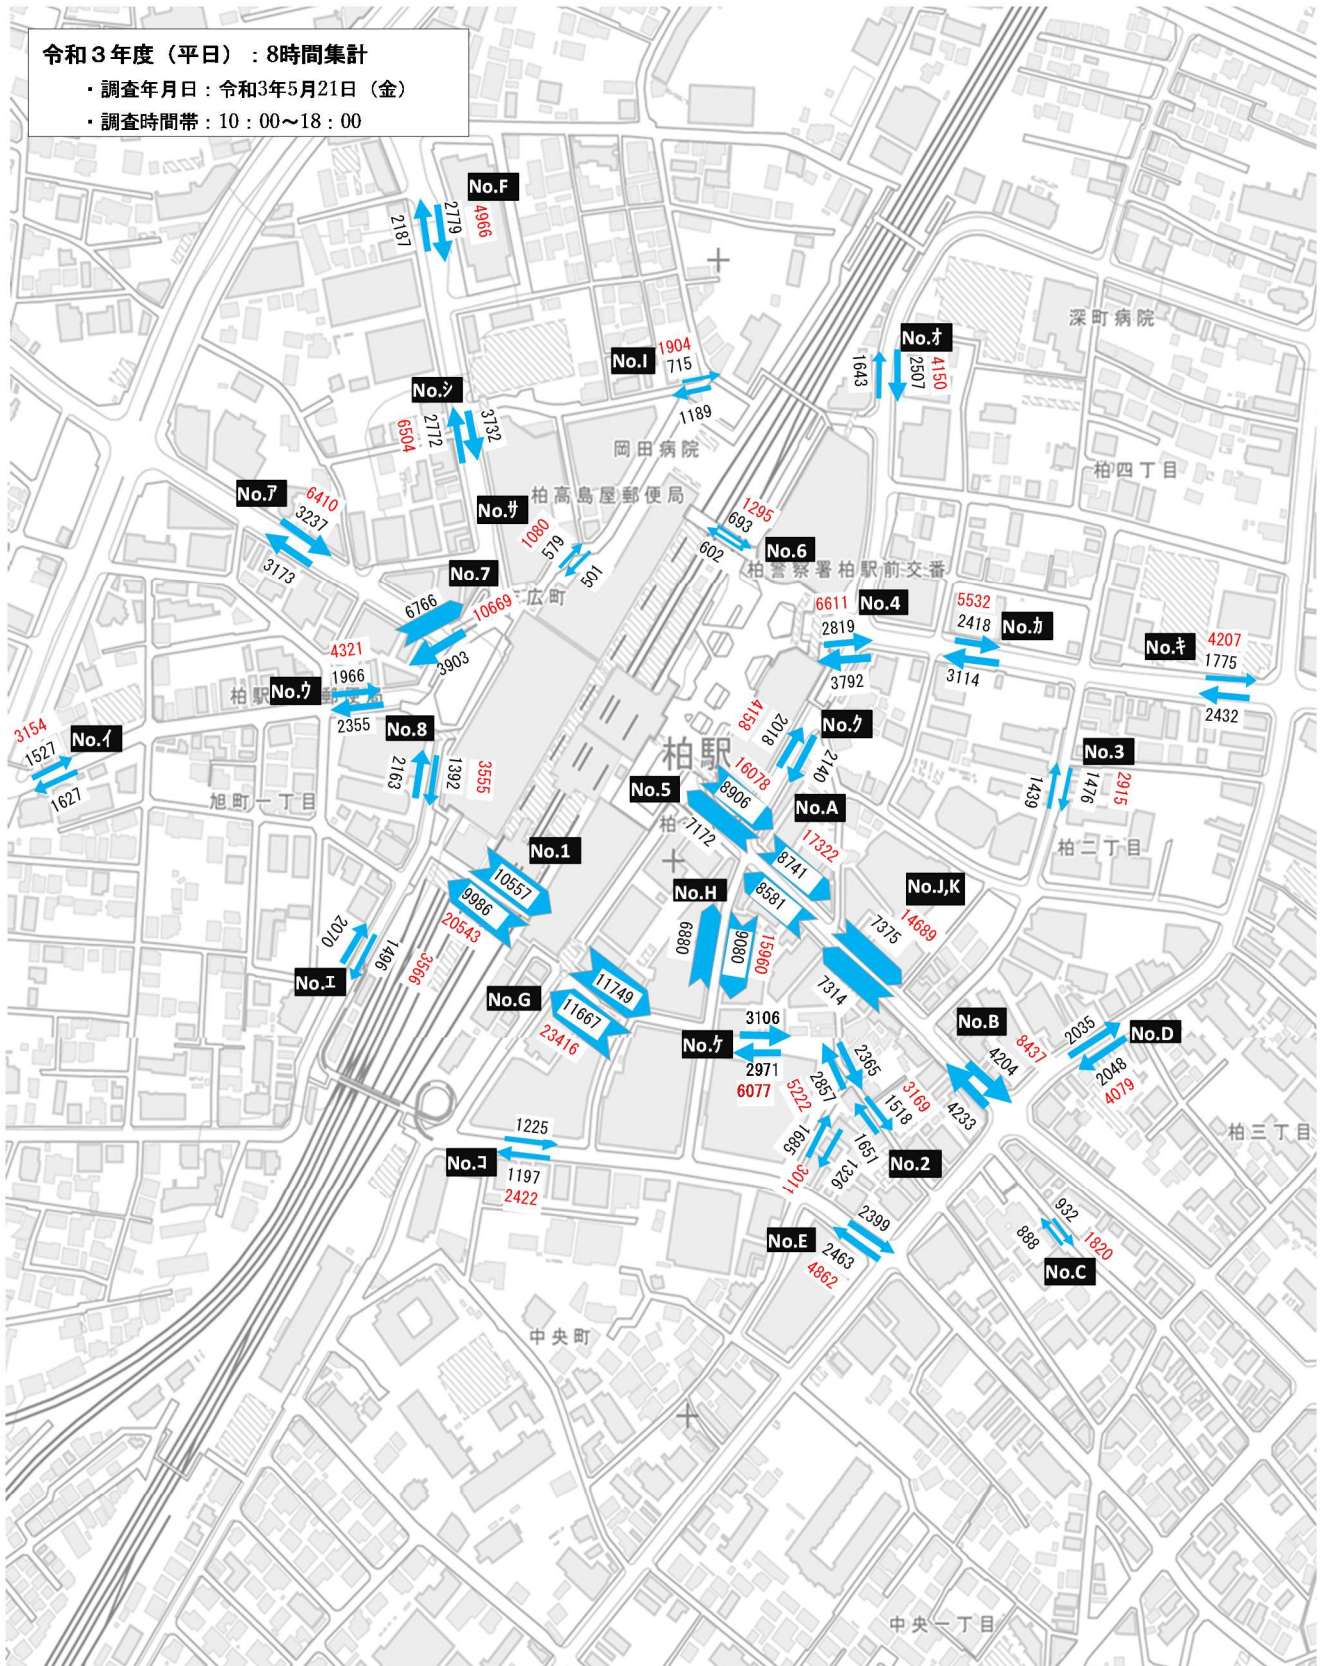 令和３年度（平日）：8時間集計
・調査年月日：令和3年5月21日（金）
・調査時間帯：10：00～18：00
No.F
4966
2779
2187
深町病院
No.オ
4150
2507
1643
No.I
1904
715
1189
No.シ
3732
2772
6504
岡田病院
柏四丁目
No.ア
6410
3237
3173
柏高島屋郵便局
No.サ
1080
579
501
1295
693
602
No.6
柏警察署柏駅前交番
No.7
6766
10669
3903
広町
6611
No.4
2819
3792
5532
2418
No.カ
3114
No.キ
4207
1775
2432
4321
1966
No.ウ
2355
柏駅
郵便局
No.8
2163
1392
3555
3154
1527
No.イ
1627
旭町一丁目
4158
2018
No.ク
2140
柏駅
16078
No.5
8906
7172
柏
No.A
17322
8741
8581
No.3
1439
1476
2915
柏二丁目
No.1
10557
9986
20543
No.H
6880
9080
15960
No.J,K
14689
7375
7314
2070
1496
3566
No.エ
No.G
11749
11667
23416
No.ケ
3106
2971
6077
No.B
8437
4204
4233
2035
No.D
2048
4079
2365
2857
5222
3169
1518
1651
No.2
1685
1326
3011
柏三丁目
1225
No.コ
1197
2422
2399
No.E
2463
4862
932
888
1820
No.C
中央町
中央一丁目